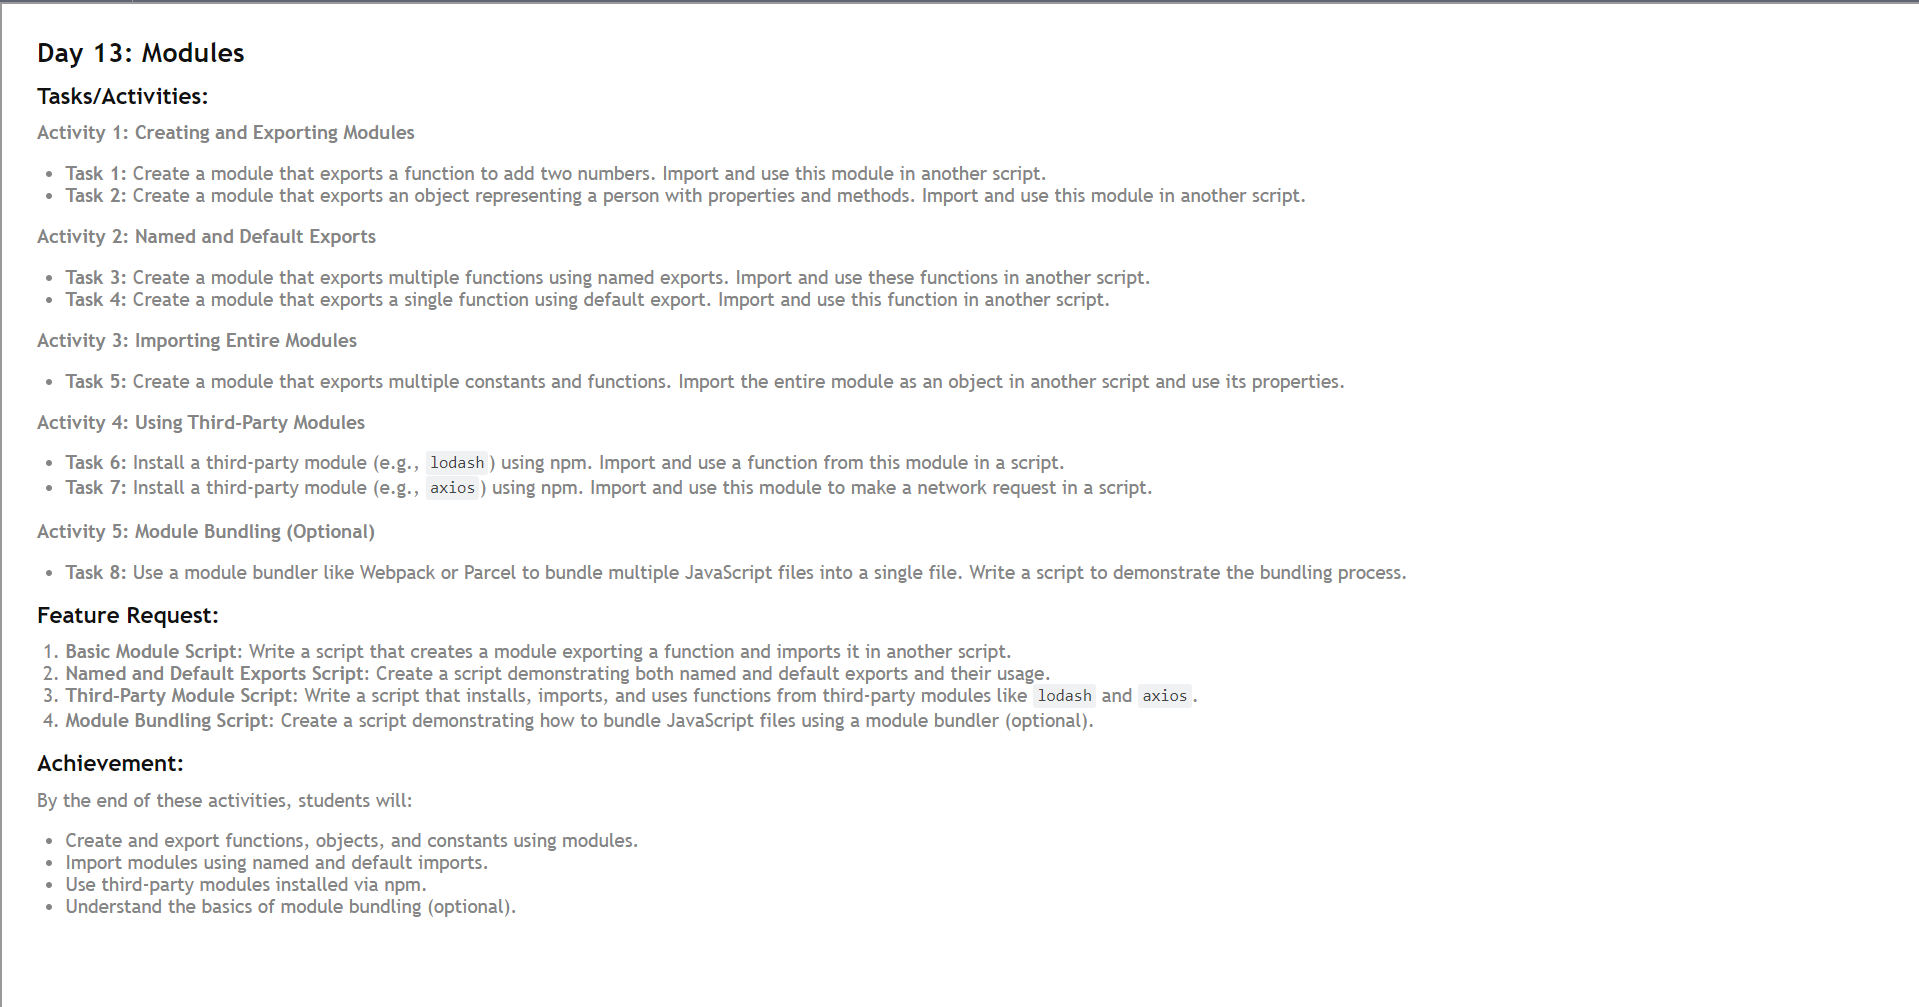 Day 13: Modules
Tasks/Activities:
Activity 1: Creating and Exporting Modules
• Task 1: Create a module that exports a function to add two numbers. Import and use this module in another script.
• Task 2: Create a module that exports an object representing a person with properties and methods. Import and use this module in another script.
Activity 2: Named and Default Exports
• Task 3: Create a module that exports multiple functions using named exports. Import and use these functions in another script.
• Task 4: Create a module that exports a single function using default export. Import and use this function in another script.
Activity 3: Importing Entire Modules
• Task 5: Create a module that exports multiple constants and functions. Import the entire module as an object in another script and use its properties.
Activity 4: Using Third-Party Modules
• Task 6: Install a third-party module (e.g., lodash) using npm. Import and use a function from this module in a script.
• Task 7: Install a third-party module (e.g., axios) using npm. Import and use this module to make a network request in a script.
Activity 5: Module Bundling (Optional)
• Task 8: Use a module bundler like Webpack or Parcel to bundle multiple JavaScript files into a single file. Write a script to demonstrate the bundling process.
Feature Request:
1. Basic Module Script: Write a script that creates a module exporting a function and imports it in another script.
2. Named and Default Exports Script: Create a script demonstrating both named and default exports and their usage.
3. Third-Party Module Script: Write a script that installs, imports, and uses functions from third-party modules like lodash and axios.
4. Module Bundling Script: Create a script demonstrating how to bundle JavaScript files using a module bundler (optional).
Achievement:
By the end of these activities, students will:
• Create and export functions, objects, and constants using modules.
• Import modules using named and default imports.
• Use third-party modules installed via npm.
• Understand the basics of module bundling (optional).